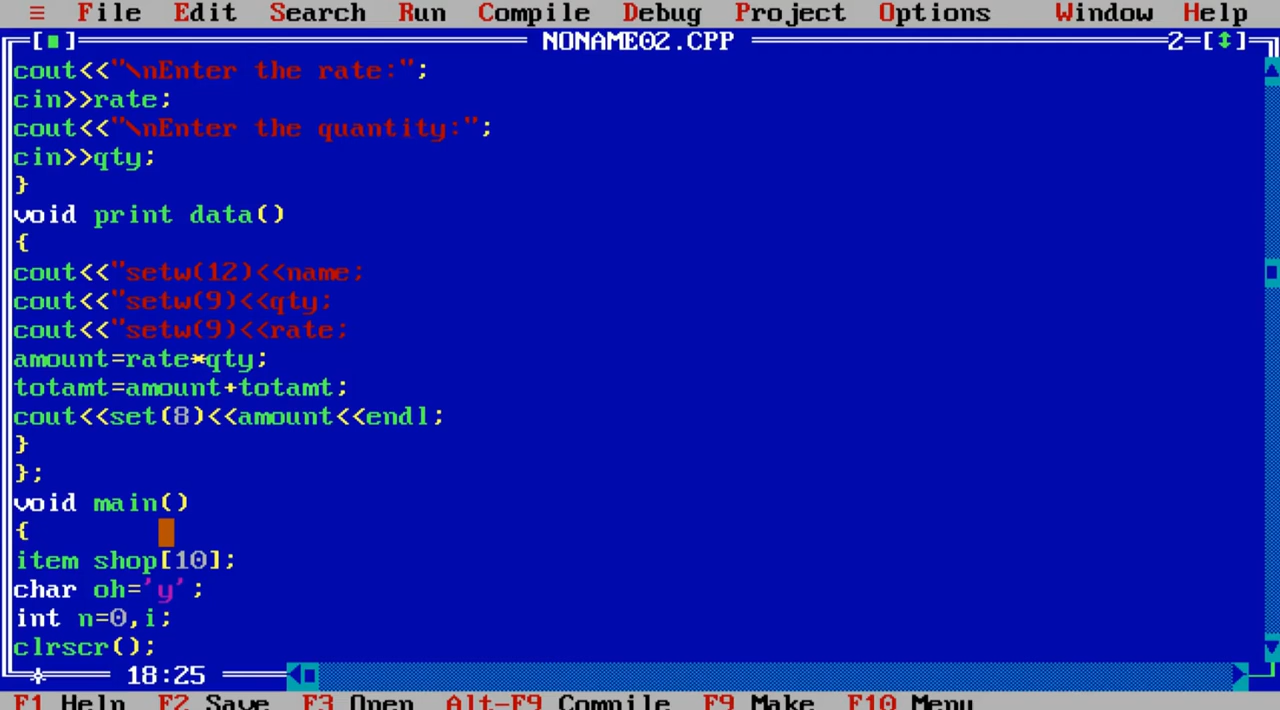 ≡ File Edit Search Run Compile Debug Project Options Window Help
[■] NONAME02.CPP 2=[↕]
cout<<"\nEnter the rate:";
cin>>rate;
cout<<"\nEnter the quantity:";
cin>>qty;
}
void print data()
{
cout<<"setw(12)<<name;
cout<<"setw(9)<<qty;
cout<<"setw(9)<<rate;
amount=rate*qty;
totamt=amount+totamt;
cout<<set(8)<<amount<<endl;
}
};
void main()
{
item shop[10];
char oh='y';
int n=0,i;
clrscr();
18:25
F1 Help F2 Save F3 Open Alt-F9 Compile F9 Make F10 Menu